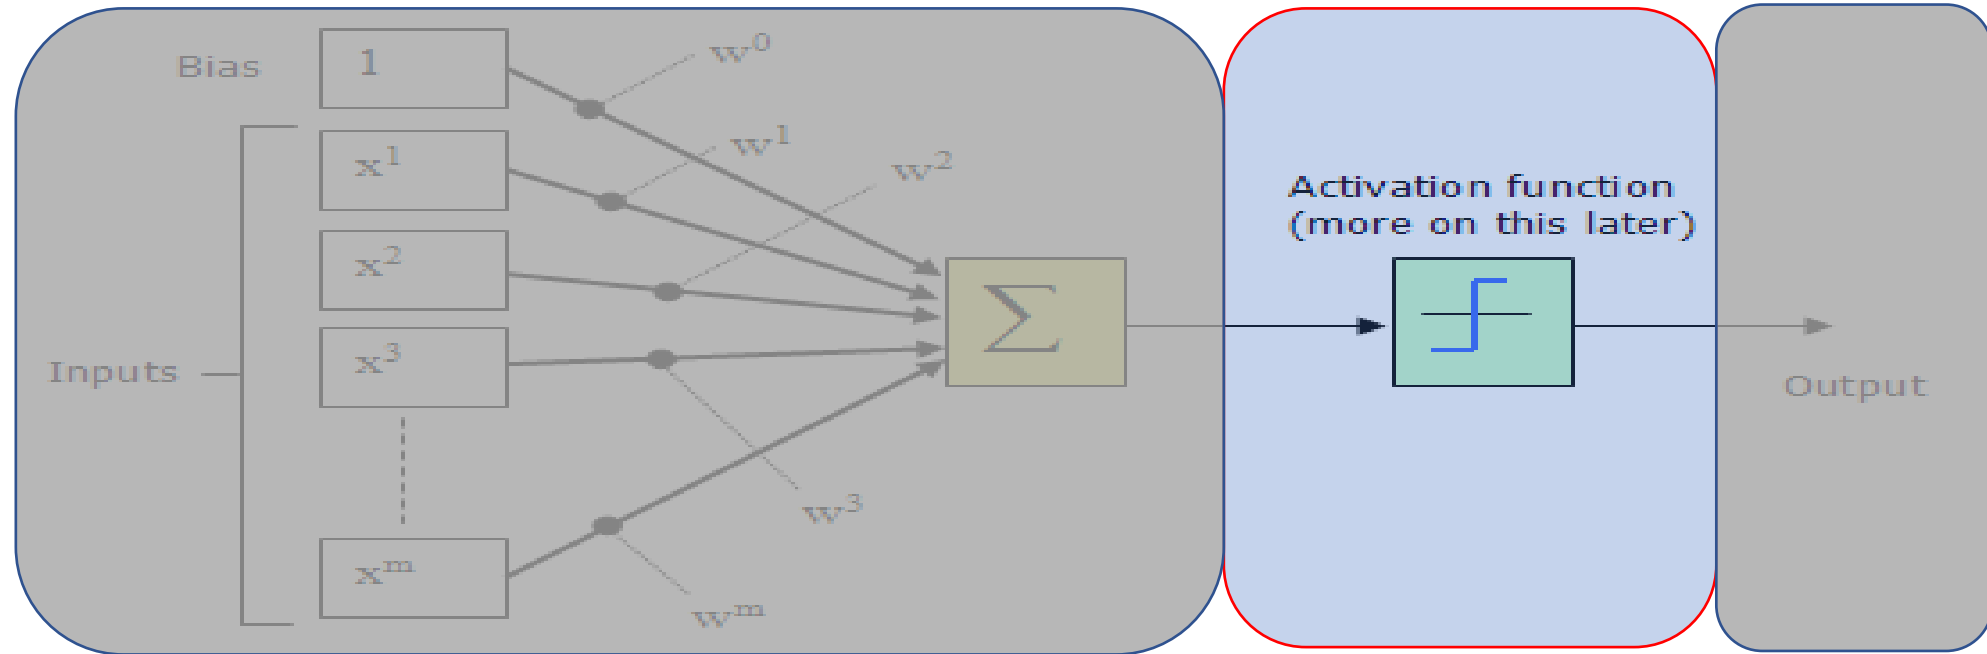 Bias
1
w⁰
x¹
w¹
x²
w²
Activation function
(more on this later)
x³
∑
Inputs
Output
w³
xᵐ
wᵐ